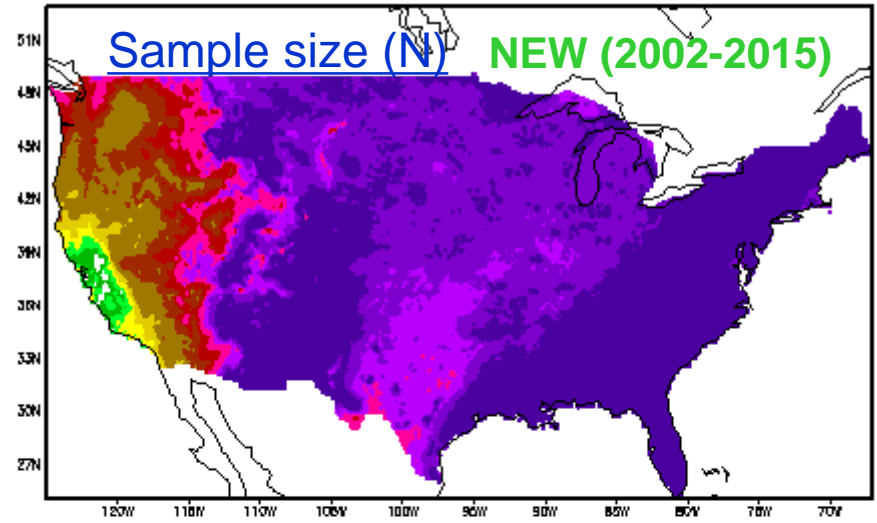 Sample size (N) NEW (2002-2015)
51N
48N
45N
42N
39N
36N
33N
30N
27N
120W 115W 110W 105W 100W 95W 90W 85W 80W 75W 70W